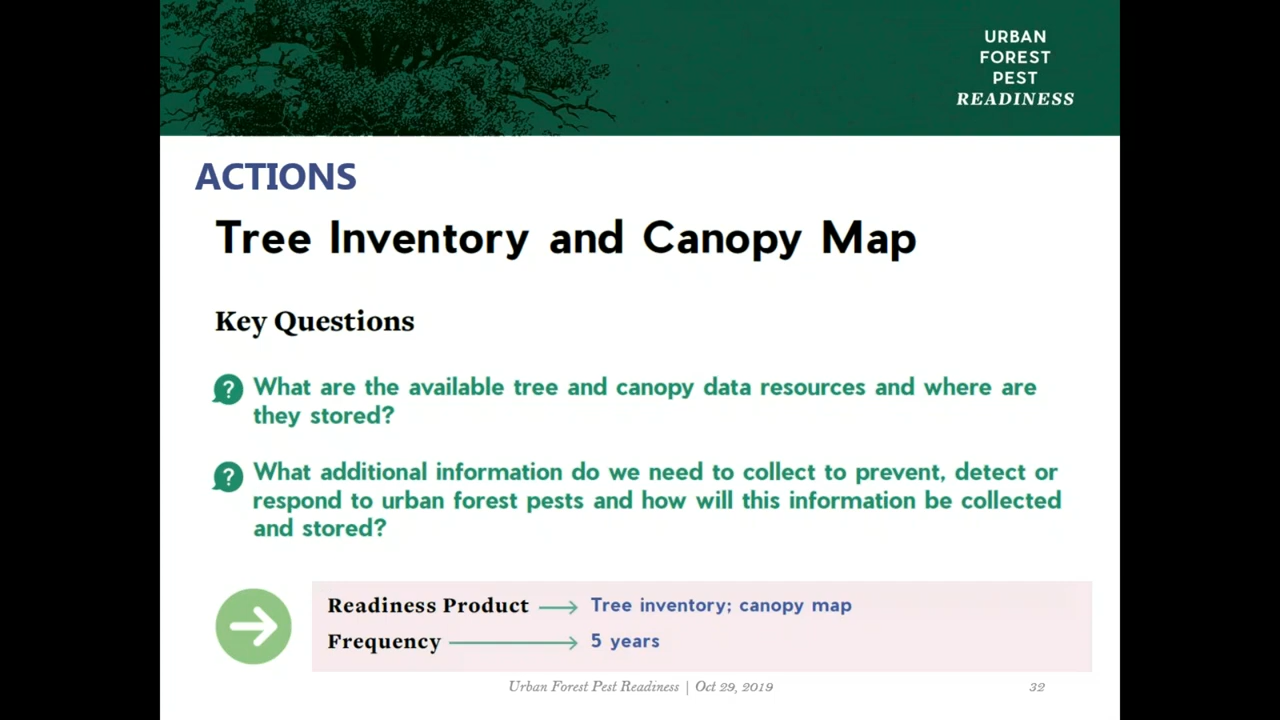 URBAN
FOREST
PEST
READINESS
ACTIONS
Tree Inventory and Canopy Map
Key Questions
? What are the available tree and canopy data resources and where are
they stored?
? What additional information do we need to collect to prevent, detect or
respond to urban forest pests and how will this information be collected
and stored?
Readiness Product → Tree inventory; canopy map
Frequency → 5 years
Urban Forest Pest Readiness | Oct 29, 2019 32